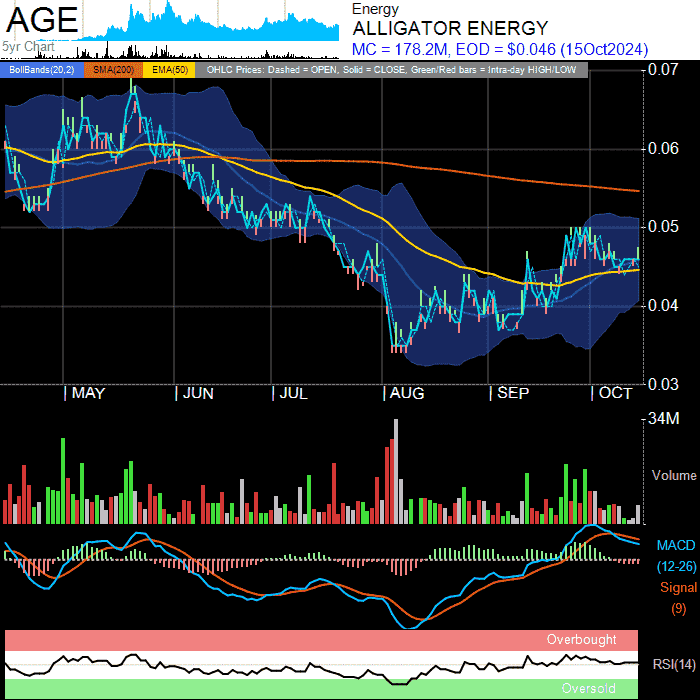 AGE
5yr Chart
Energy
ALLIGATOR ENERGY
MC = 178.2M, EOD = $0.046 (15Oct2024)
BollBands(20,2) SMA(200) EMA(50) OHLC Prices: Dashed = OPEN, Solid = CLOSE, Green/Red bars = Intra-day HIGH/LOW
0.07
0.06
0.05
0.04
0.03
| MAY | JUN | JUL | AUG | SEP | OCT
34M
Volume
MACD
(12-26)
Signal
(9)
Overbought
RSI(14)
Oversold